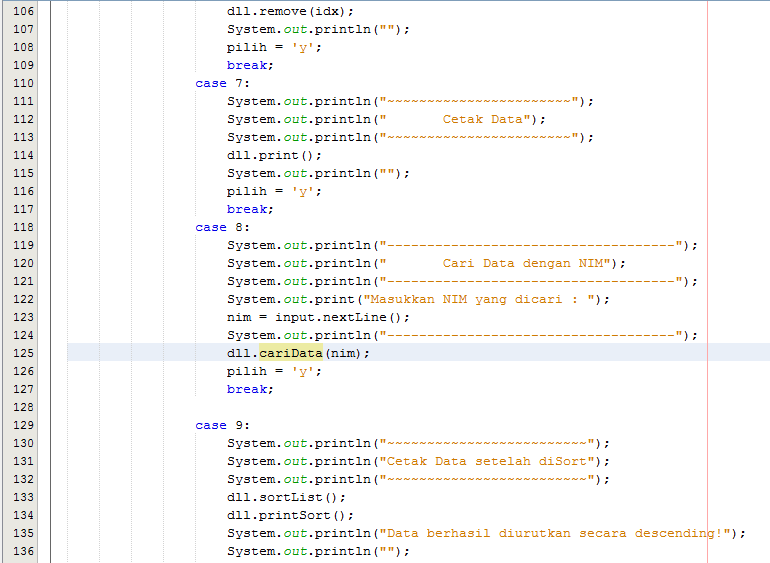 106 dll.remove(idx);
107 System.out.println("");
108 pilih = 'y';
109 break;
110 case 7:
111 System.out.println("~~~~~~~~~~~~~~~~~~~~~~~");
112 System.out.println("       Cetak Data");
113 System.out.println("~~~~~~~~~~~~~~~~~~~~~~~");
114 dll.print();
115 System.out.println("");
116 pilih = 'y';
117 break;
118 case 8:
119 System.out.println("------------------------------------");
120 System.out.println("       Cari Data dengan NIM");
121 System.out.println("------------------------------------");
122 System.out.print("Masukkan NIM yang dicari : ");
123 nim = input.nextLine();
124 System.out.println("------------------------------------");
125 dll.cariData(nim);
126 pilih = 'y';
127 break;
128
129 case 9:
130 System.out.println("~~~~~~~~~~~~~~~~~~~~~~~~~");
131 System.out.println("Cetak Data setelah diSort");
132 System.out.println("~~~~~~~~~~~~~~~~~~~~~~~~~");
133 dll.sortList();
134 dll.printSort();
135 System.out.println("Data berhasil diurutkan secara descending!");
136 System.out.println("");